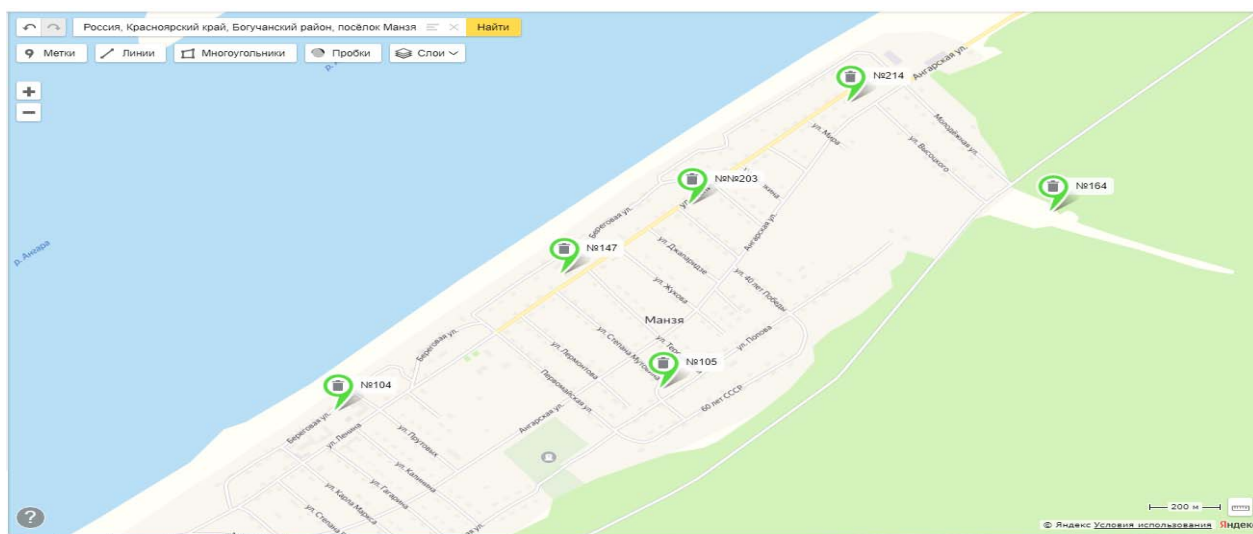 Россия, Красноярский край, Богучанский район, посёлок Манзя
Найти
Метки
Линии
Многоугольники
Пробки
Слои
Ангарская ул.
№214
Молодёжная ул.
ул. Мира
ул. Высоцкого
№№203
№164
Береговая ул.
р. Ангара
Ангарская ул.
№147
ул. Джапаридзе
ул. 40 лет Победы
ул. Жукова
Манзя
ул. Попова
Береговая ул.
ул. Степана Мутовина
ул. Лермонтова
№105
Первомайская ул.
№104
60 лет СССР
Ангарская ул.
Береговая ул.
ул. Ленина
ул. Прутовых
ул. Калинина
ул. Гагарина
ул. Карла Маркса
200 м
© Яндекс Условия использования Яндекс
?